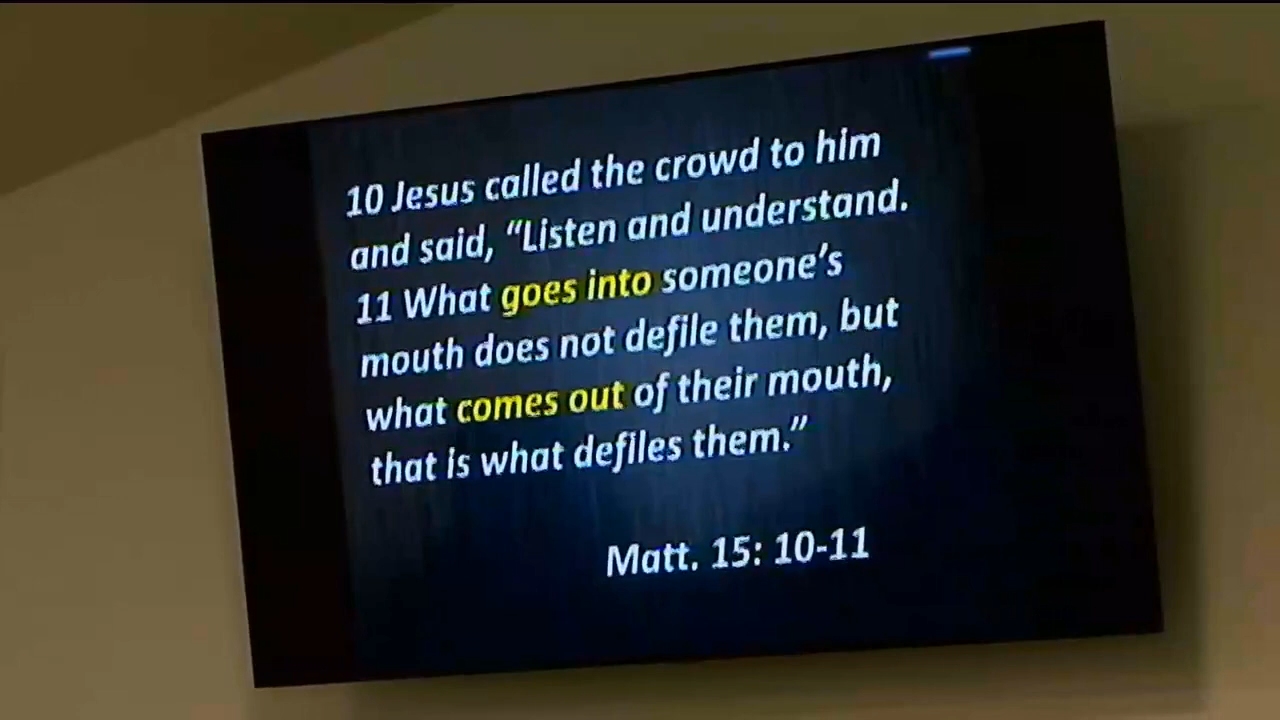 10 Jesus called the crowd to him
and said, “Listen and understand.
11 What goes into someone’s
mouth does not defile them, but
what comes out of their mouth,
that is what defiles them.”
Matt. 15: 10-11